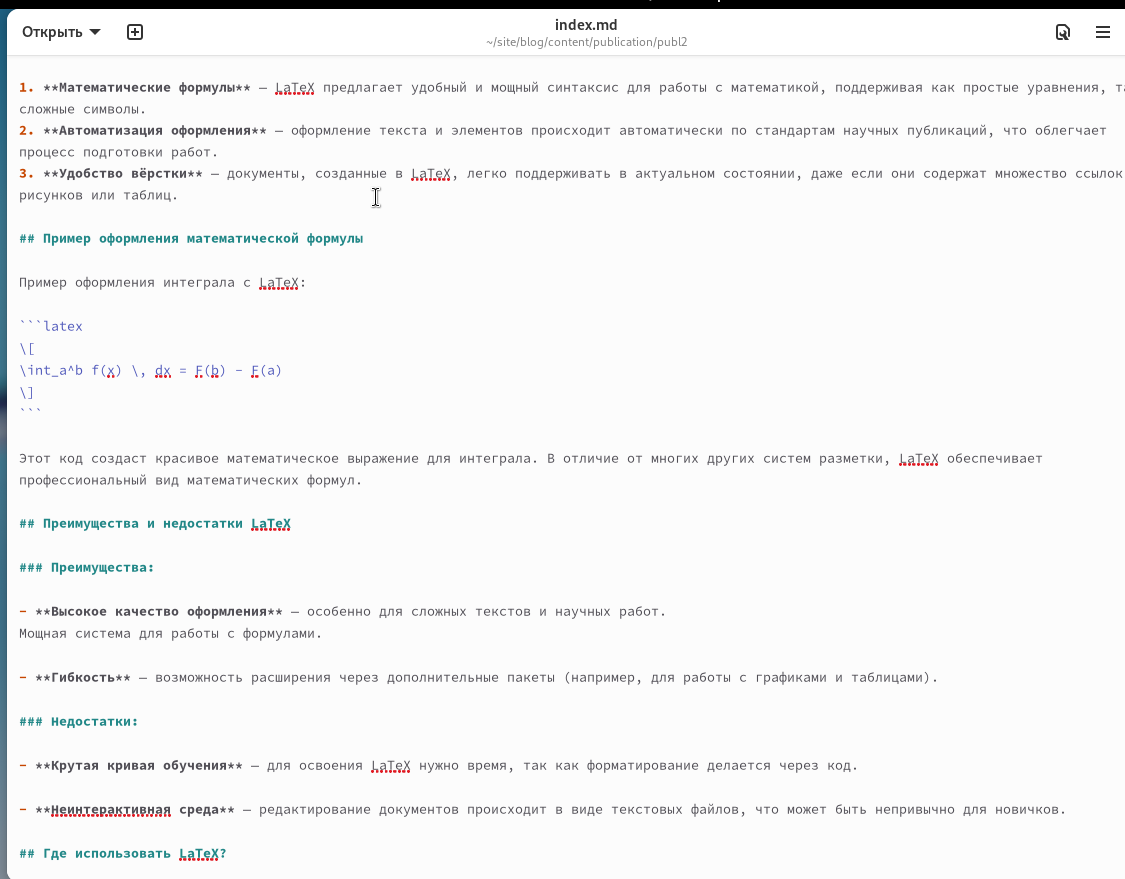 Открыть
index.md
~/site/blog/content/publication/publ2
1. **Математические формулы** — LaTeX предлагает удобный и мощный синтаксис для работы с математикой, поддерживая как простые уравнения,
сложные символы.
2. **Автоматизация оформления** — оформление текста и элементов происходит автоматически по стандартам научных публикаций, что облегчает
процесс подготовки работ.
3. **Удобство вёрстки** — документы, созданные в LaTeX, легко поддерживать в актуальном состоянии, даже если они содержат множество ссылок
рисунков или таблиц.
## Пример оформления математической формулы
Пример оформления интеграла с LaTeX:
```latex
\[
\int_a^b f(x) \, dx = F(b) - F(a)
\]
```
Этот код создаст красивое математическое выражение для интеграла. В отличие от многих других систем разметки, LaTeX обеспечивает
профессиональный вид математических формул.
## Преимущества и недостатки LaTeX
### Преимущества:
- **Высокое качество оформления** — особенно для сложных текстов и научных работ.
Мощная система для работы с формулами.
- **Гибкость** — возможность расширения через дополнительные пакеты (например, для работы с графиками и таблицами).
### Недостатки:
- **Крутая кривая обучения** — для освоения LaTeX нужно время, так как форматирование делается через код.
- **Неинтерактивная среда** — редактирование документов происходит в виде текстовых файлов, что может быть непривычно для новичков.
## Где использовать LaTeX?